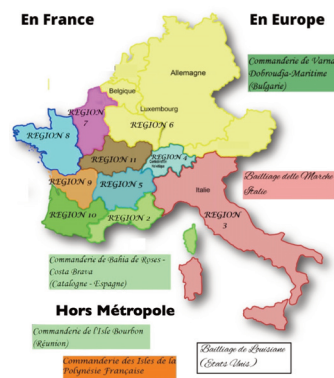 En France
En Europe
Commanderie de Varna
Dobroudja-Maritime
(Bulgarie)
Allemagne
Belgique
Luxembourg
REGION 7
REGION 6
REGION 8
REGION 11
REGION 4
Bailliage delle Marche
Italie
REGION 9
REGION 5
Italie
REGION 10
REGION 2
REGION 3
Commanderie de Bahia de Roses -
Costa Brava
(Catalogne - Espagne)
Hors Métropole
Commanderie de l'Isle Bourbon
(Réunion)
Bailliage de Louisiane
(Etats Unis)
Commanderie des Isles de la
Polynésie Française